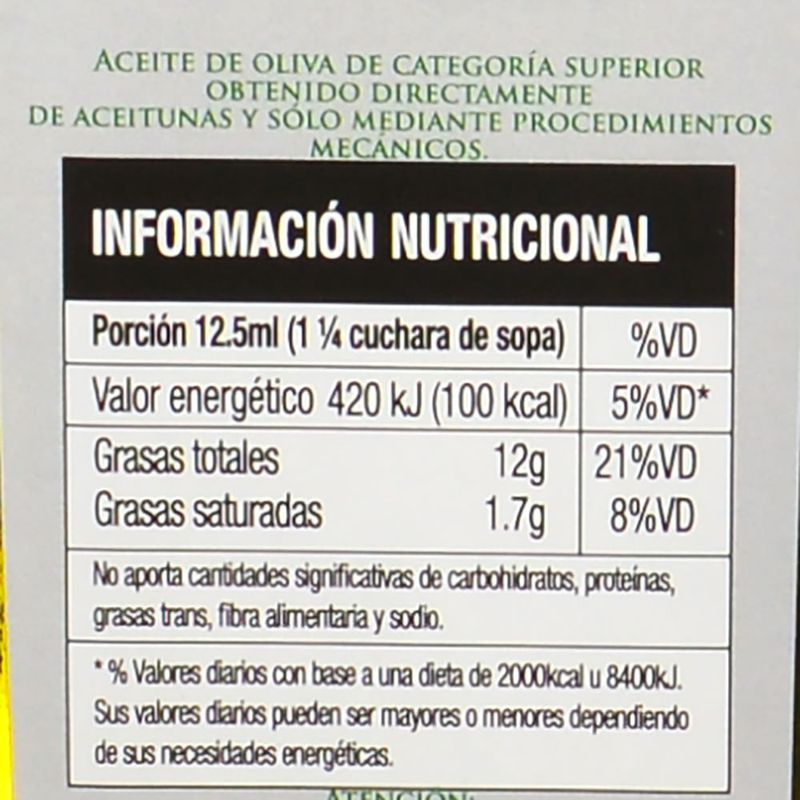 ACEITE DE OLIVA DE CATEGORÍA SUPERIOR
OBTENIDO DIRECTAMENTE
DE ACEITUNAS Y SÓLO MEDIANTE PROCEDIMIENTOS
MECÁNICOS.
INFORMACIÓN NUTRICIONAL
Porción 12.5ml (1 ¼ cuchara de sopa) %VD
Valor energético 420 kJ (100 kcal) 5%VD*
Grasas totales 12g 21%VD
Grasas saturadas 1.7g 8%VD
No aporta cantidades significativas de carbohidratos, proteínas,
grasas trans, fibra alimentaria y sodio.
* % Valores diarios con base a una dieta de 2000kcal u 8400kJ.
Sus valores diarios pueden ser mayores o menores dependiendo
de sus necesidades energéticas.
ATENCIÓN: